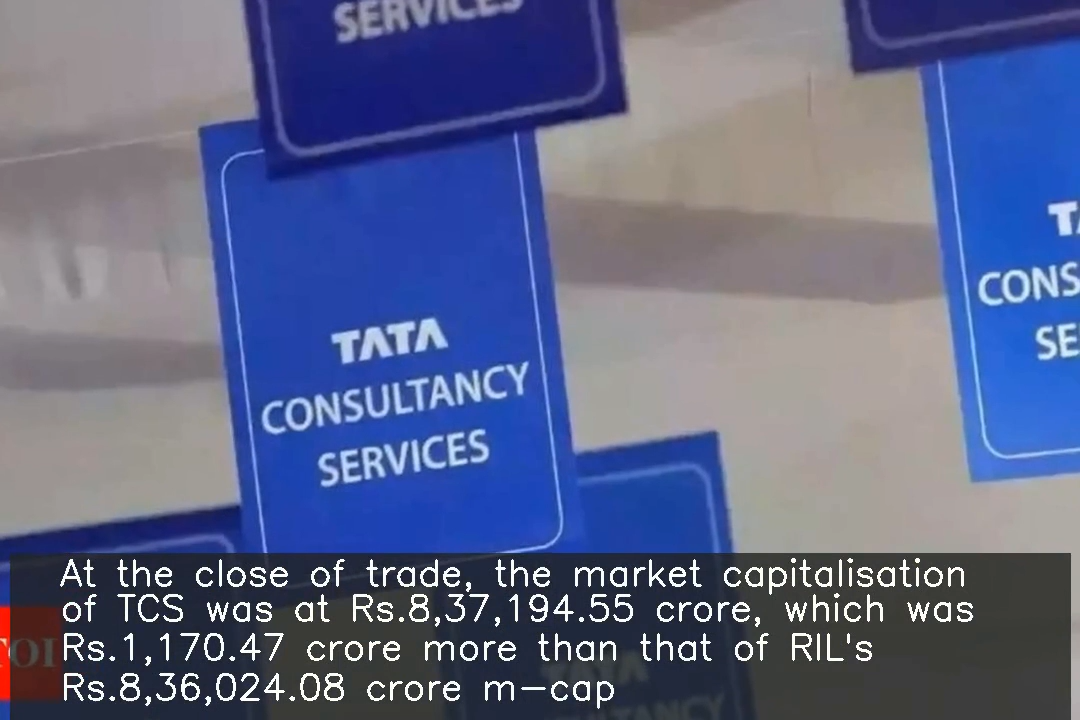 SERVICES
TATA
CONSULTANCY
SERVICES
TA
CONS
SE
At the close of trade, the market capitalisation
of TCS was at Rs.8,37,194.55 crore, which was
Rs.1,170.47 crore more than that of RIL's
Rs.8,36,024.08 crore m-cap
TOI